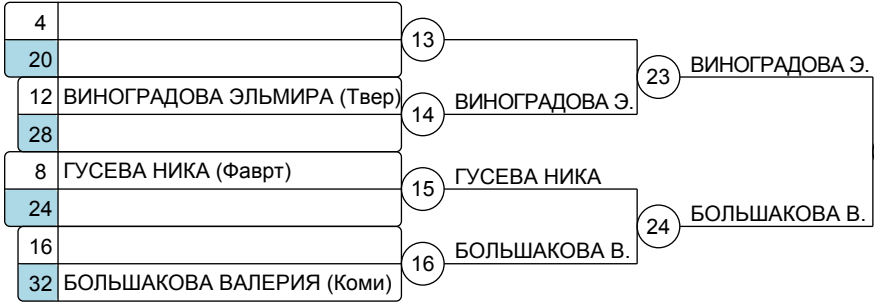 4
13
20
23 ВИНОГРАДОВА Э.
12 ВИНОГРАДОВА ЭЛЬМИРА (Твер)
14 ВИНОГРАДОВА Э.
28
8 ГУСЕВА НИКА (Фаврт)
15 ГУСЕВА НИКА
24
24 БОЛЬШАКОВА В.
16
16 БОЛЬШАКОВА В.
32 БОЛЬШАКОВА ВАЛЕРИЯ (Коми)